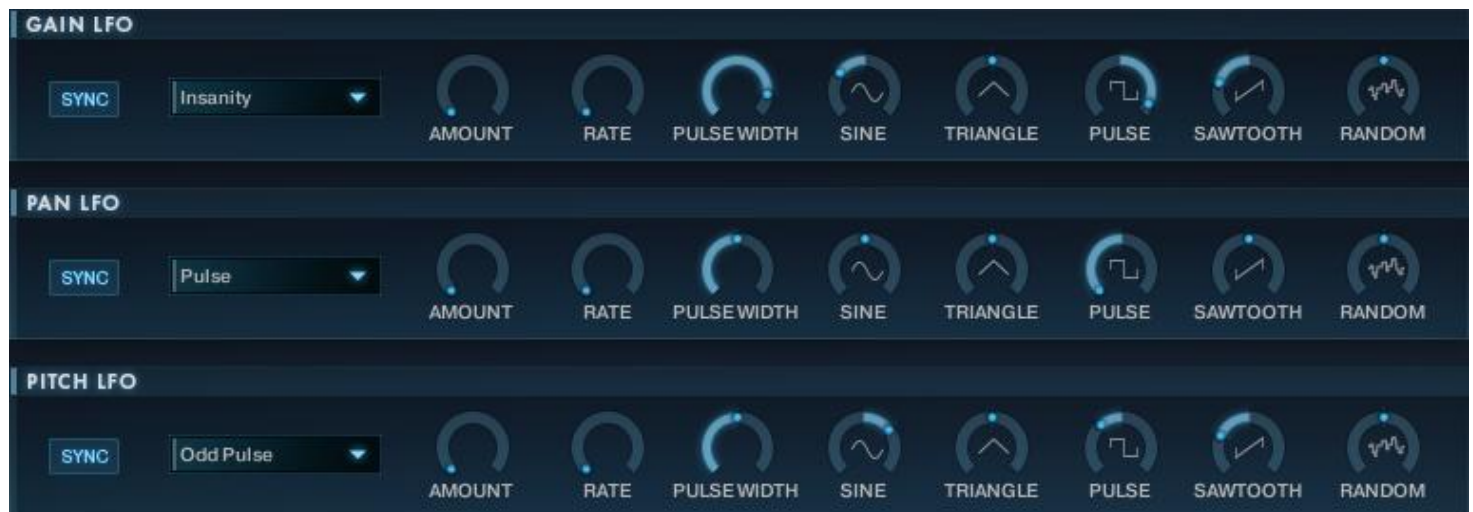 GAIN LFO
SYNC Insanity
AMOUNT RATE PULSE WIDTH SINE TRIANGLE PULSE SAWTOOTH RANDOM
PAN LFO
SYNC Pulse
AMOUNT RATE PULSE WIDTH SINE TRIANGLE PULSE SAWTOOTH RANDOM
PITCH LFO
SYNC Odd Pulse
AMOUNT RATE PULSE WIDTH SINE TRIANGLE PULSE SAWTOOTH RANDOM